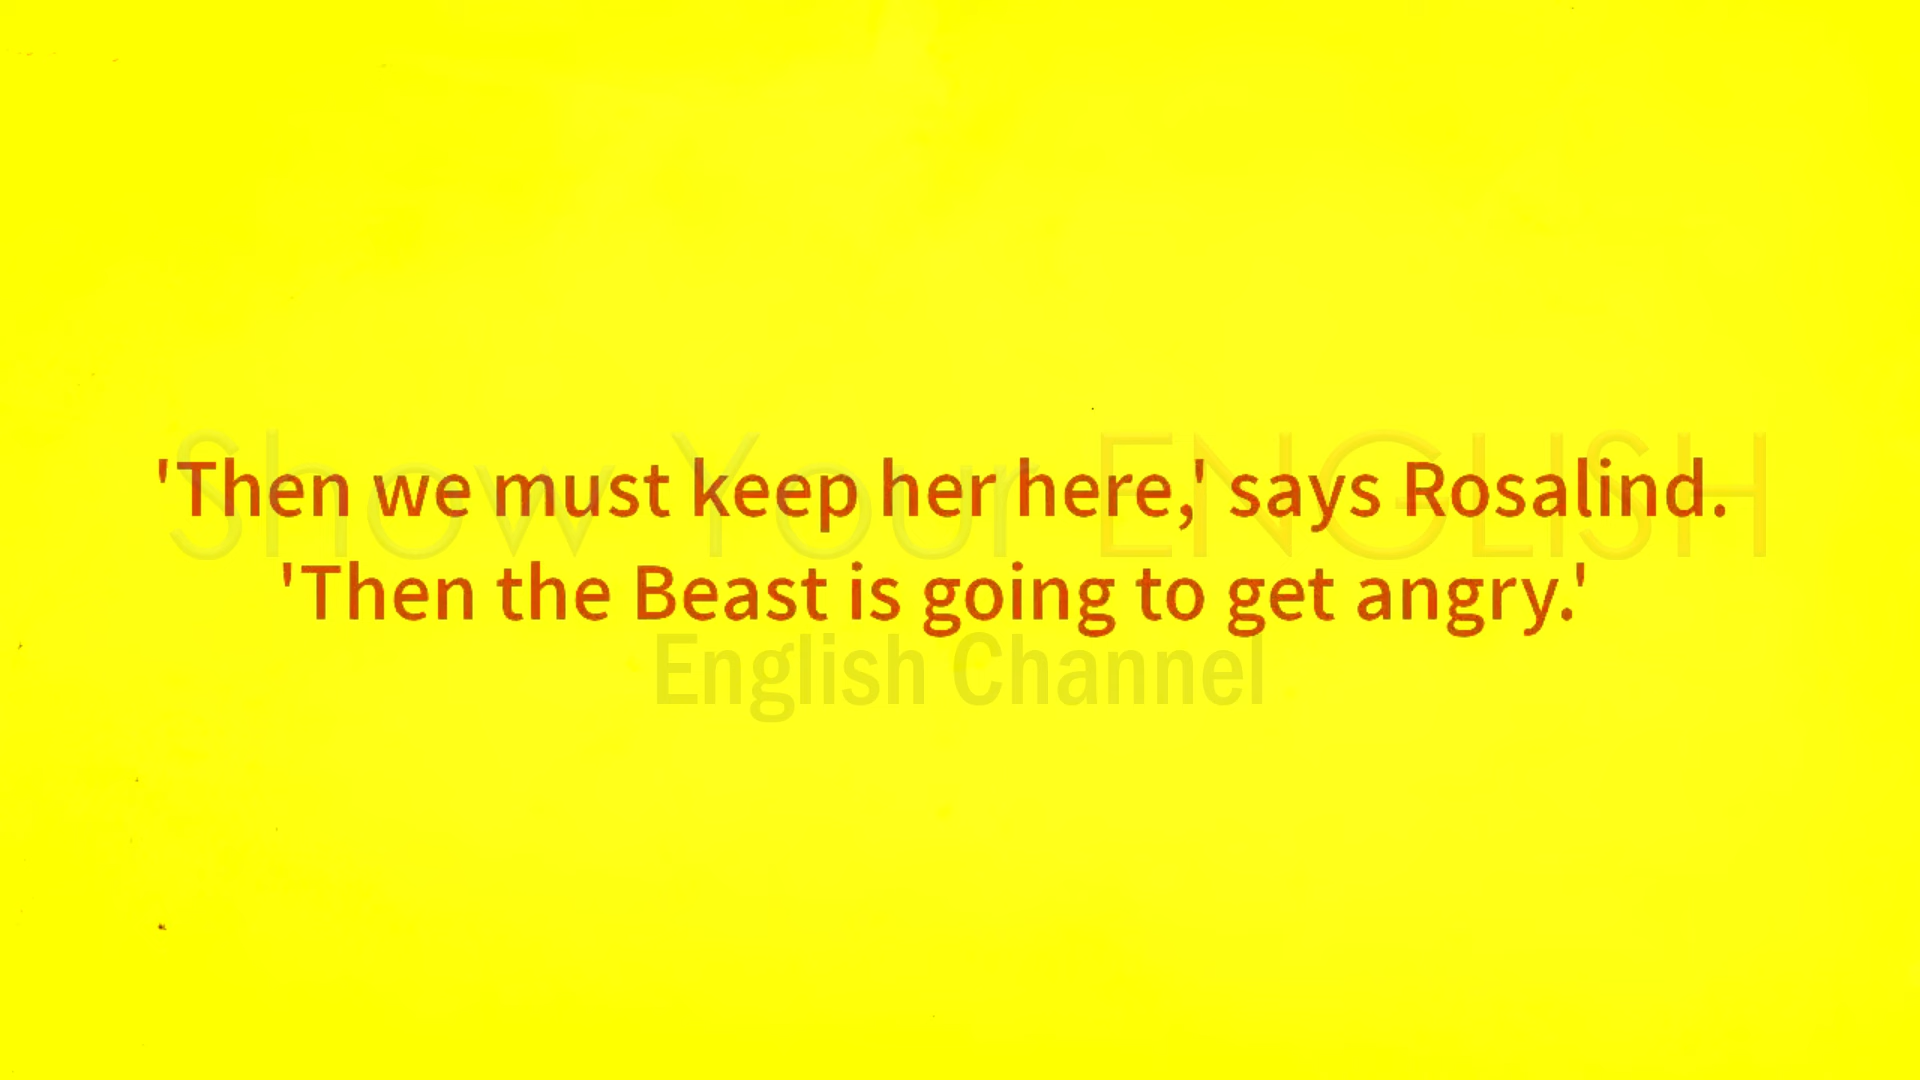 Show Your ENGLISH
'Then we must keep her here,' says Rosalind.
'Then the Beast is going to get angry.'
English Channel